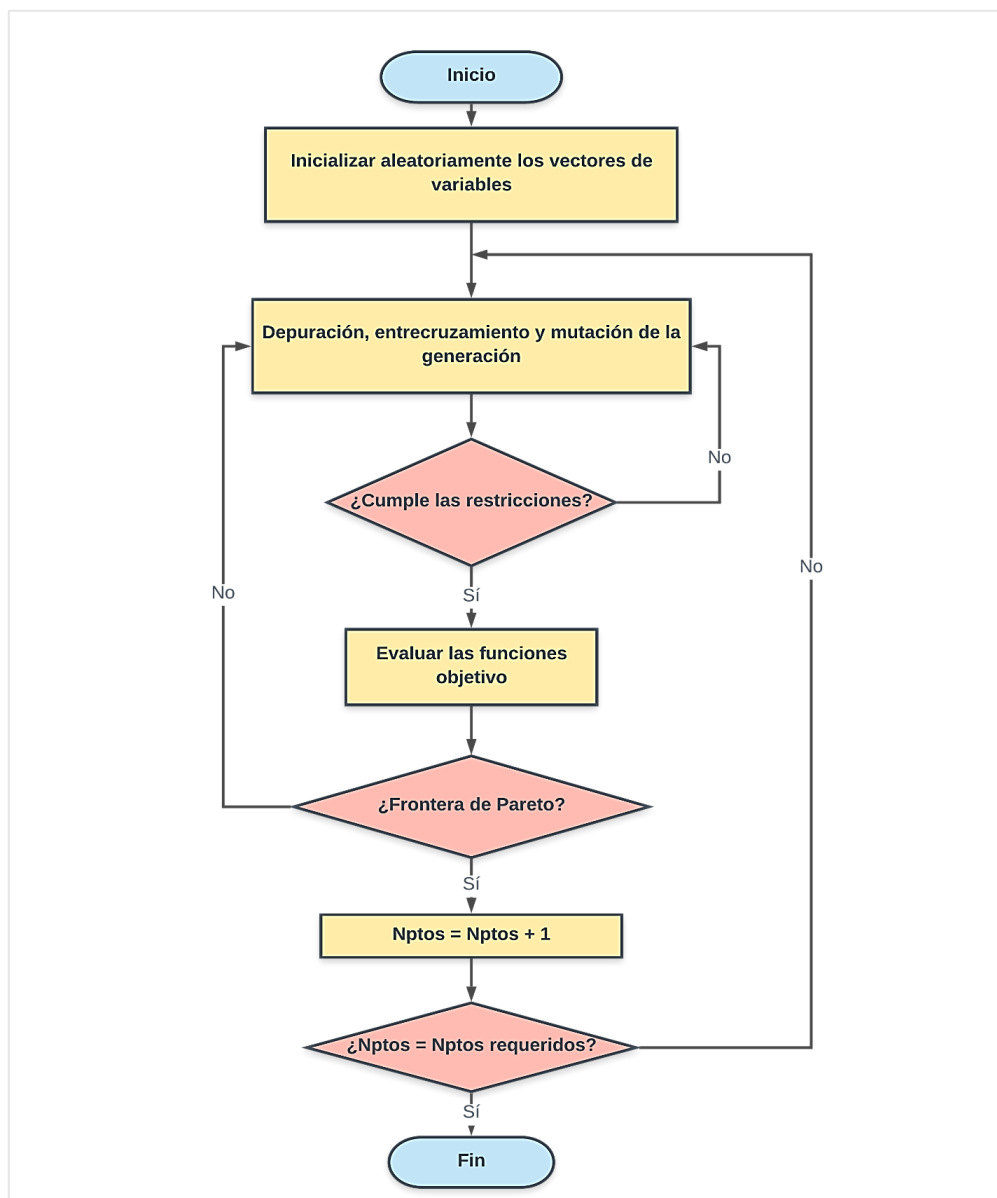 Inicio
Inicializar aleatoriamente los vectores de
variables
Depuración, entrecruzamiento y mutación de la
generación
No
¿Cumple las restricciones?
No
No
Sí
Evaluar las funciones
objetivo
¿Frontera de Pareto?
Sí
Nptos = Nptos + 1
¿Nptos = Nptos requeridos?
Sí
Fin